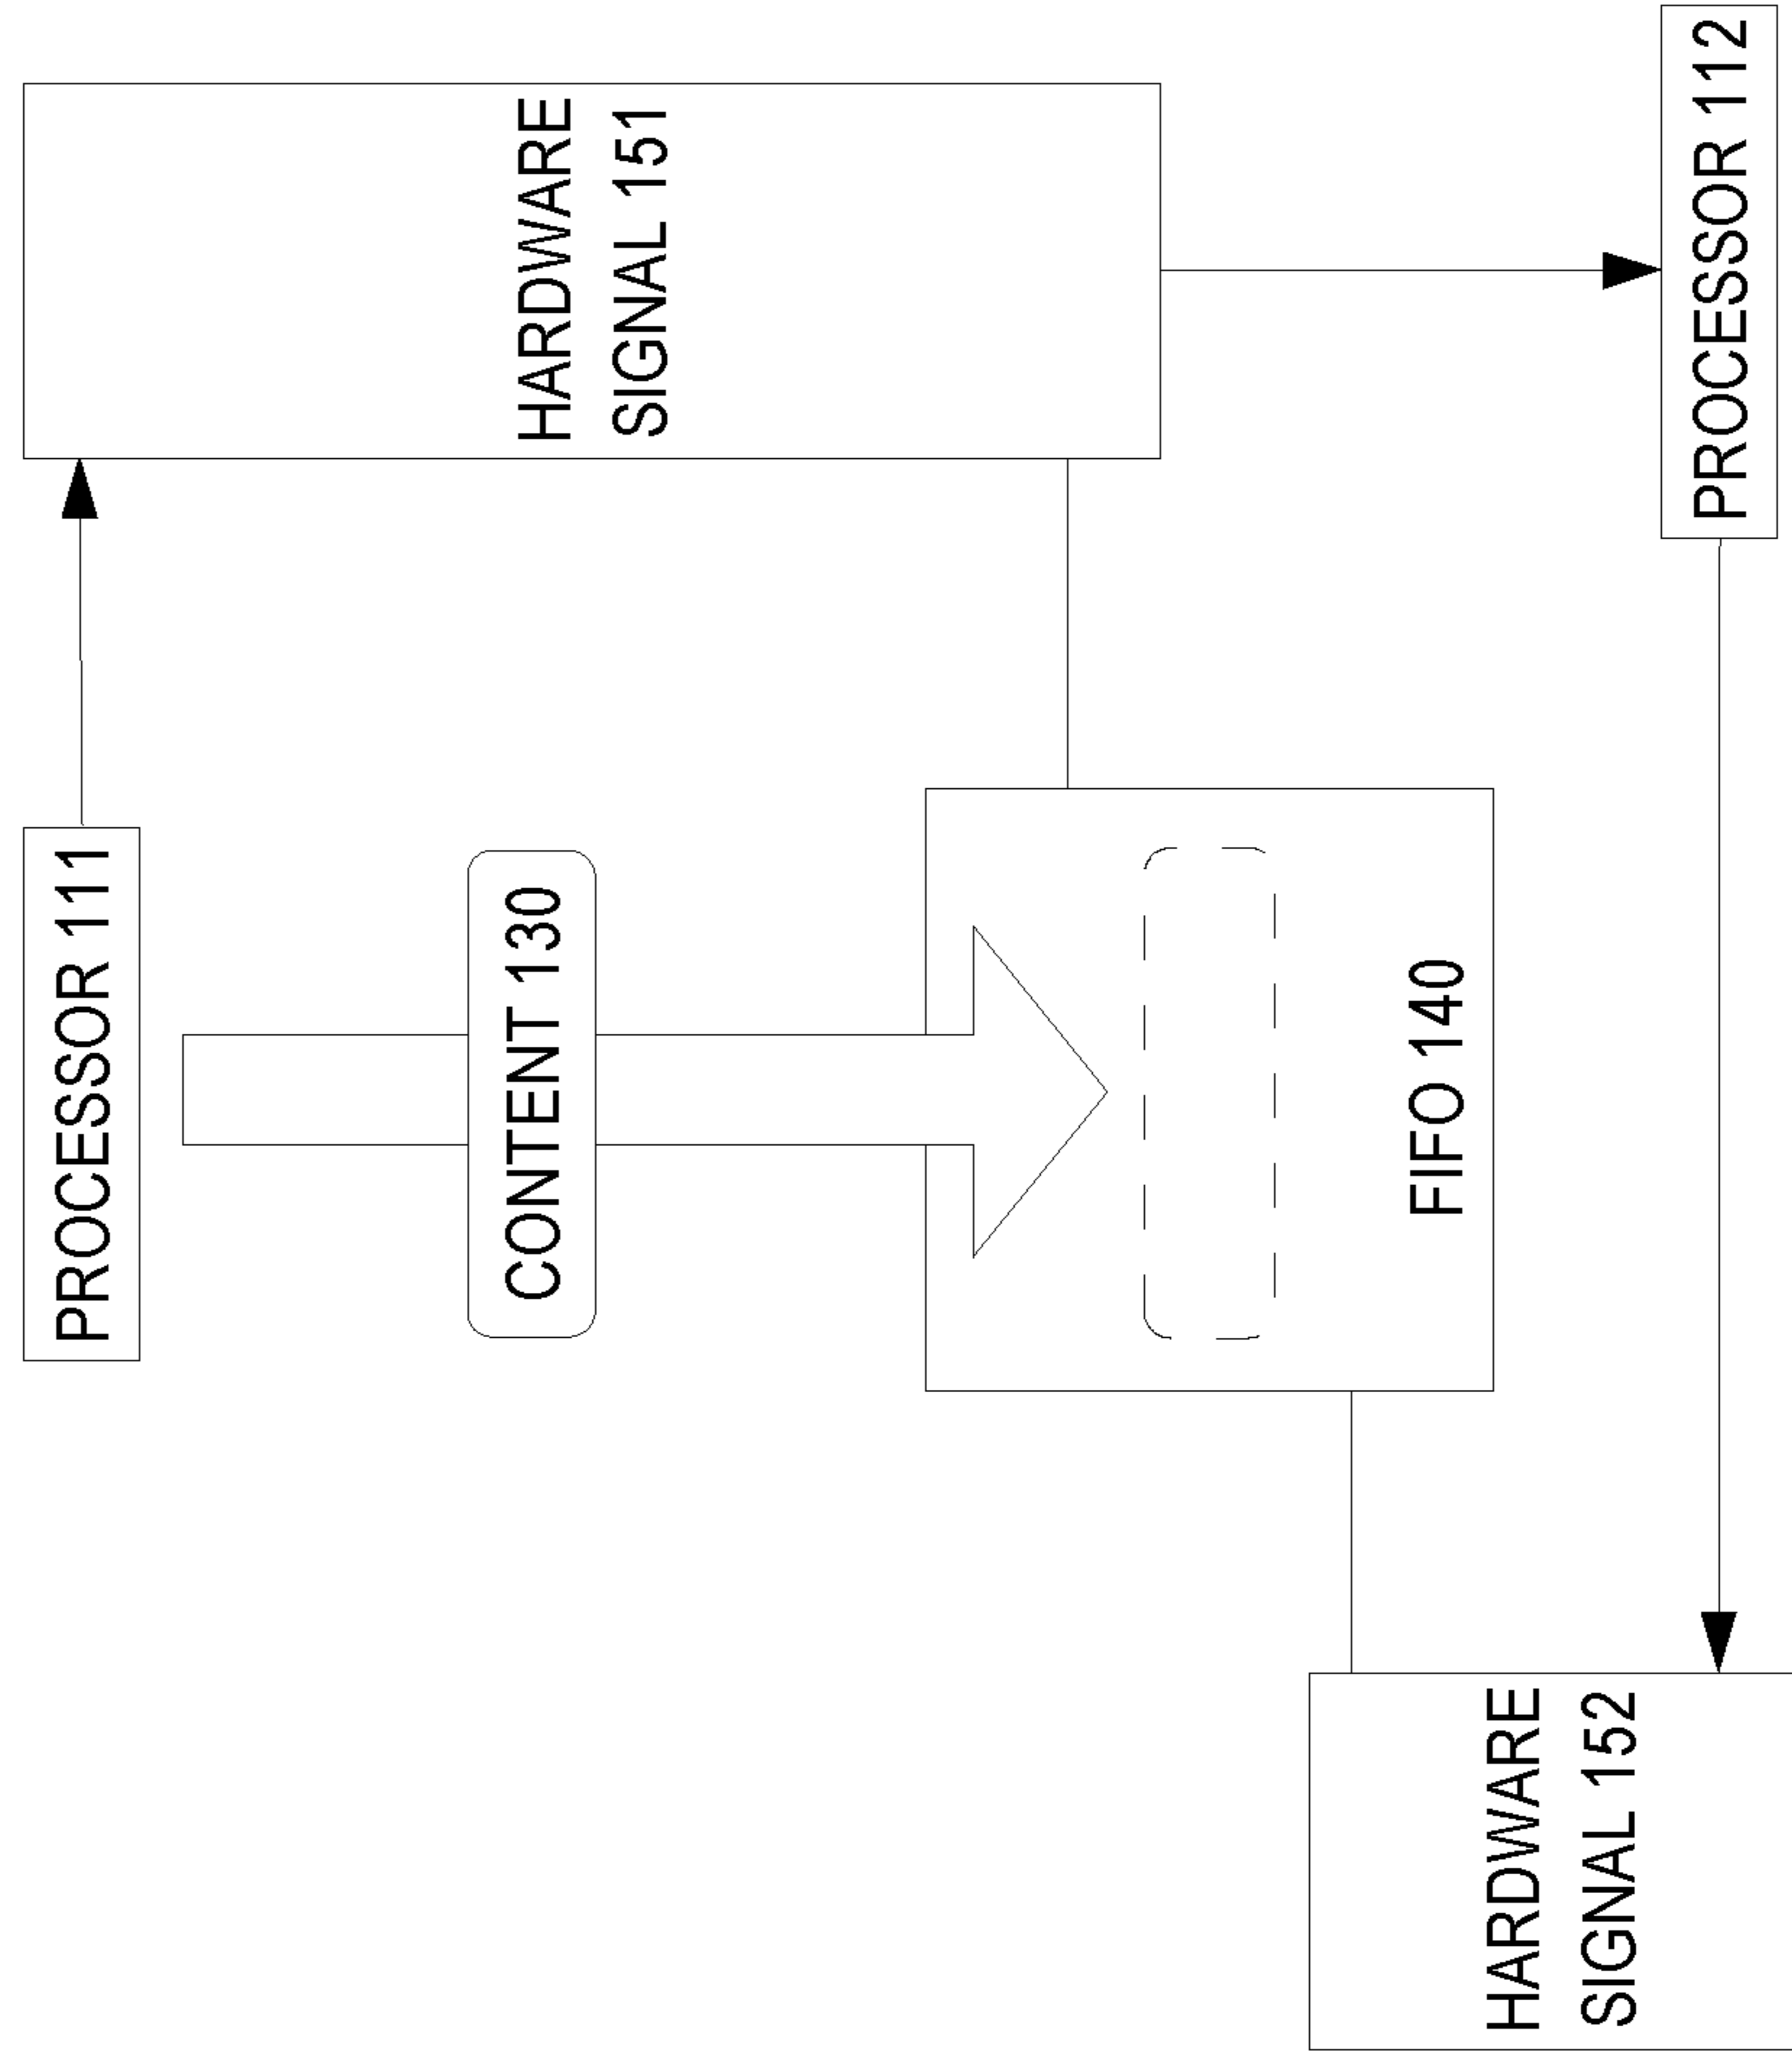 PROCESSOR 111
CONTENT 130
HARDWARE
SIGNAL 151
FIFO 140
HARDWARE
SIGNAL 152
PROCESSOR 112